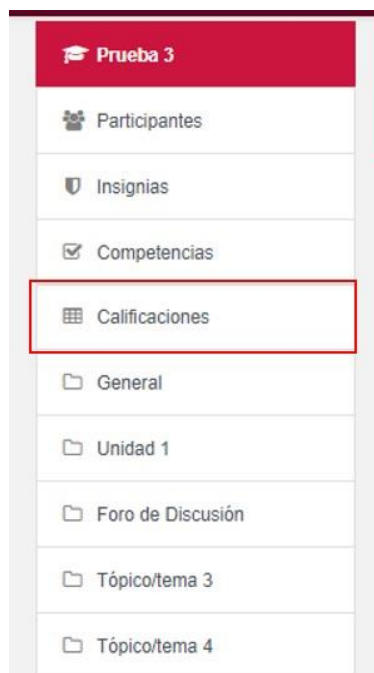 Prueba 3
Participantes
Insignias
Competencias
Calificaciones
General
Unidad 1
Foro de Discusión
Tópico/tema 3
Tópico/tema 4